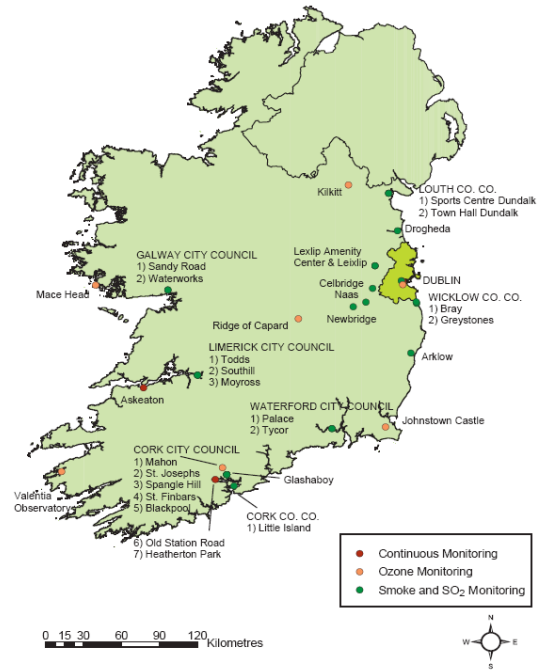 Kilkitt
LOUTH CO. CO.
1) Sports Centre Dundalk
2) Town Hall Dundalk
Drogheda
GALWAY CITY COUNCIL
1) Sandy Road
2) Waterworks
Mace Head
Lexlip Amenity
Center & Leixlip
Celbridge
Naas
Newbridge
DUBLIN
WICKLOW CO. CO.
1) Bray
2) Greystones
Ridge of Capard
LIMERICK CITY COUNCIL
1) Todds
2) Southill
3) Moyross
Arklow
Askeaton
WATERFORD CITY COUNCIL
1) Palace
2) Tycor
Johnstown Castle
CORK CITY COUNCIL
1) Mahon
2) St. Josephs
3) Spangle Hill
4) St. Finbars
5) Blackpool
Glashaboy
Valentia
Observatory
CORK CO. CO.
1) Little Island
6) Old Station Road
7) Heatherton Park
Continuous Monitoring
Ozone Monitoring
Smoke and SO₂ Monitoring
0 15 30 60 90 120
Kilometres
N
W E
S